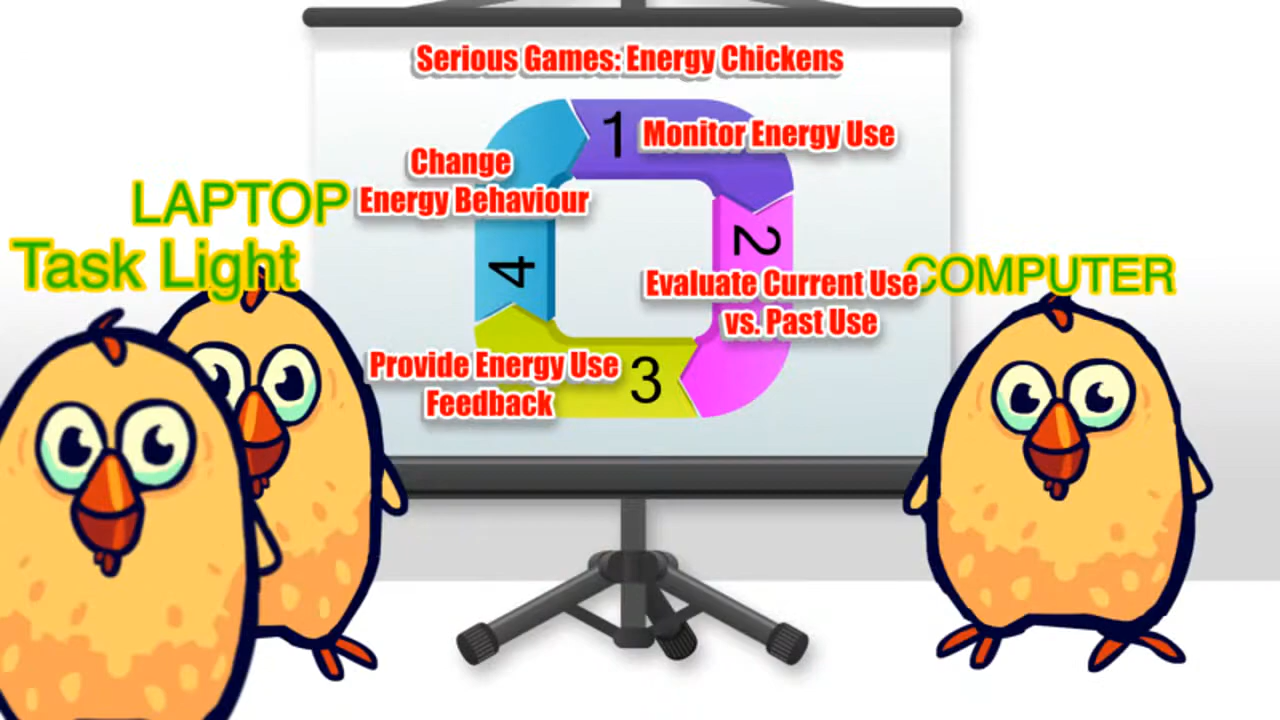 Serious Games: Energy Chickens
1 Monitor Energy Use
2
Evaluate Current Use
vs. Past Use
3
Provide Energy Use
Feedback
4
Change
Energy Behaviour
LAPTOP
Task Light
COMPUTER